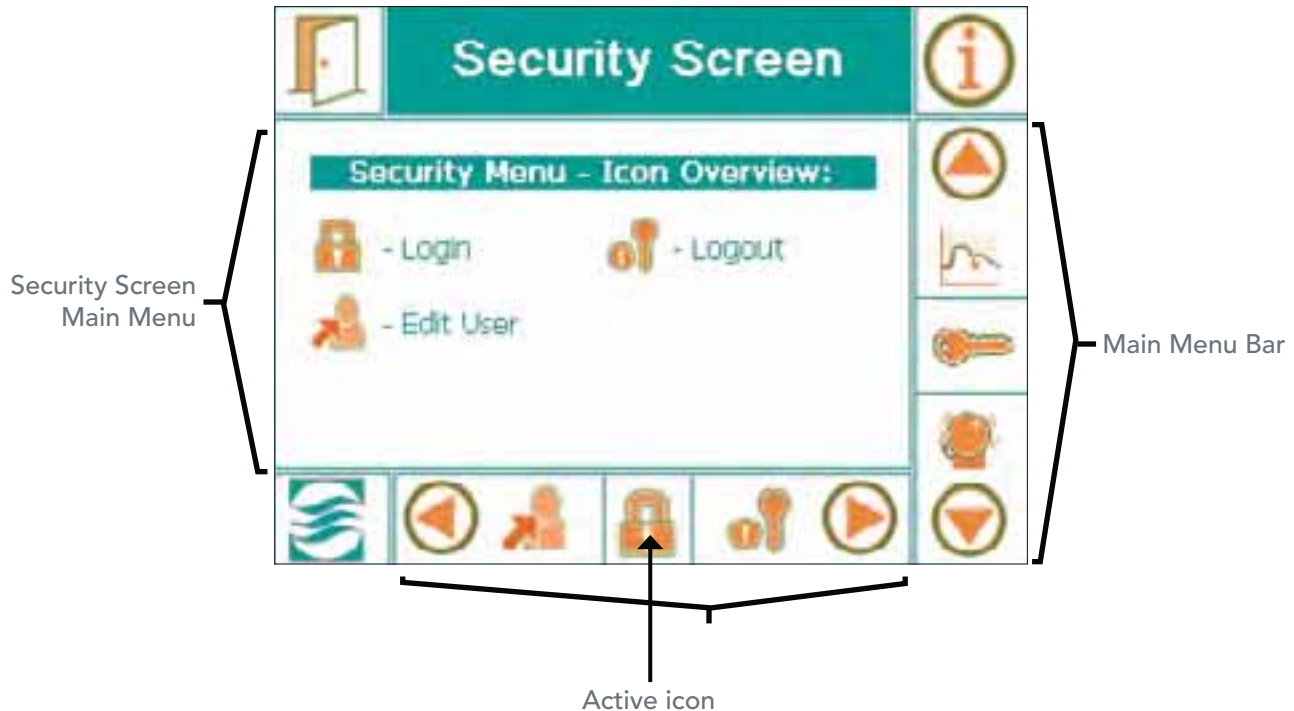 Security Screen
Security Menu - Icon Overview:
- Login
- Logout
- Edit User
Security Screen
Main Menu
Main Menu Bar
Active icon